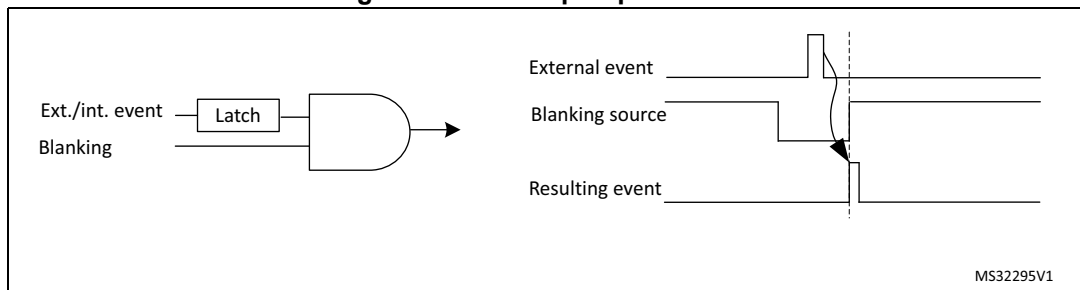 External event
Ext./int. event
Latch
Blanking source
Blanking
Resulting event
MS32295V1